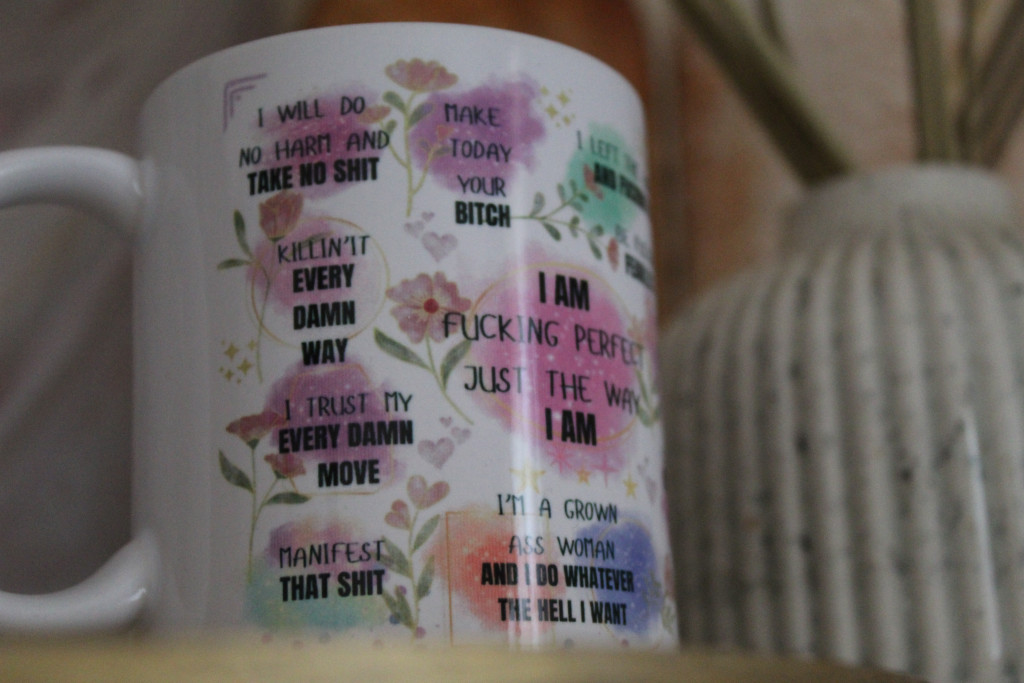 I WILL DO
NO HARM AND
TAKE NO SHIT
MAKE
TODAY
YOUR
BITCH
I LEFT
AND
KILLIN'IT
EVERY
DAMN
WAY
I AM
FUCKING PERFECT
JUST THE WAY
I AM
I TRUST MY
EVERY DAMN
MOVE
MANIFEST
THAT SHIT
I'M A GROWN
ASS WOMAN
AND I DO WHATEVER
THE HELL I WANT